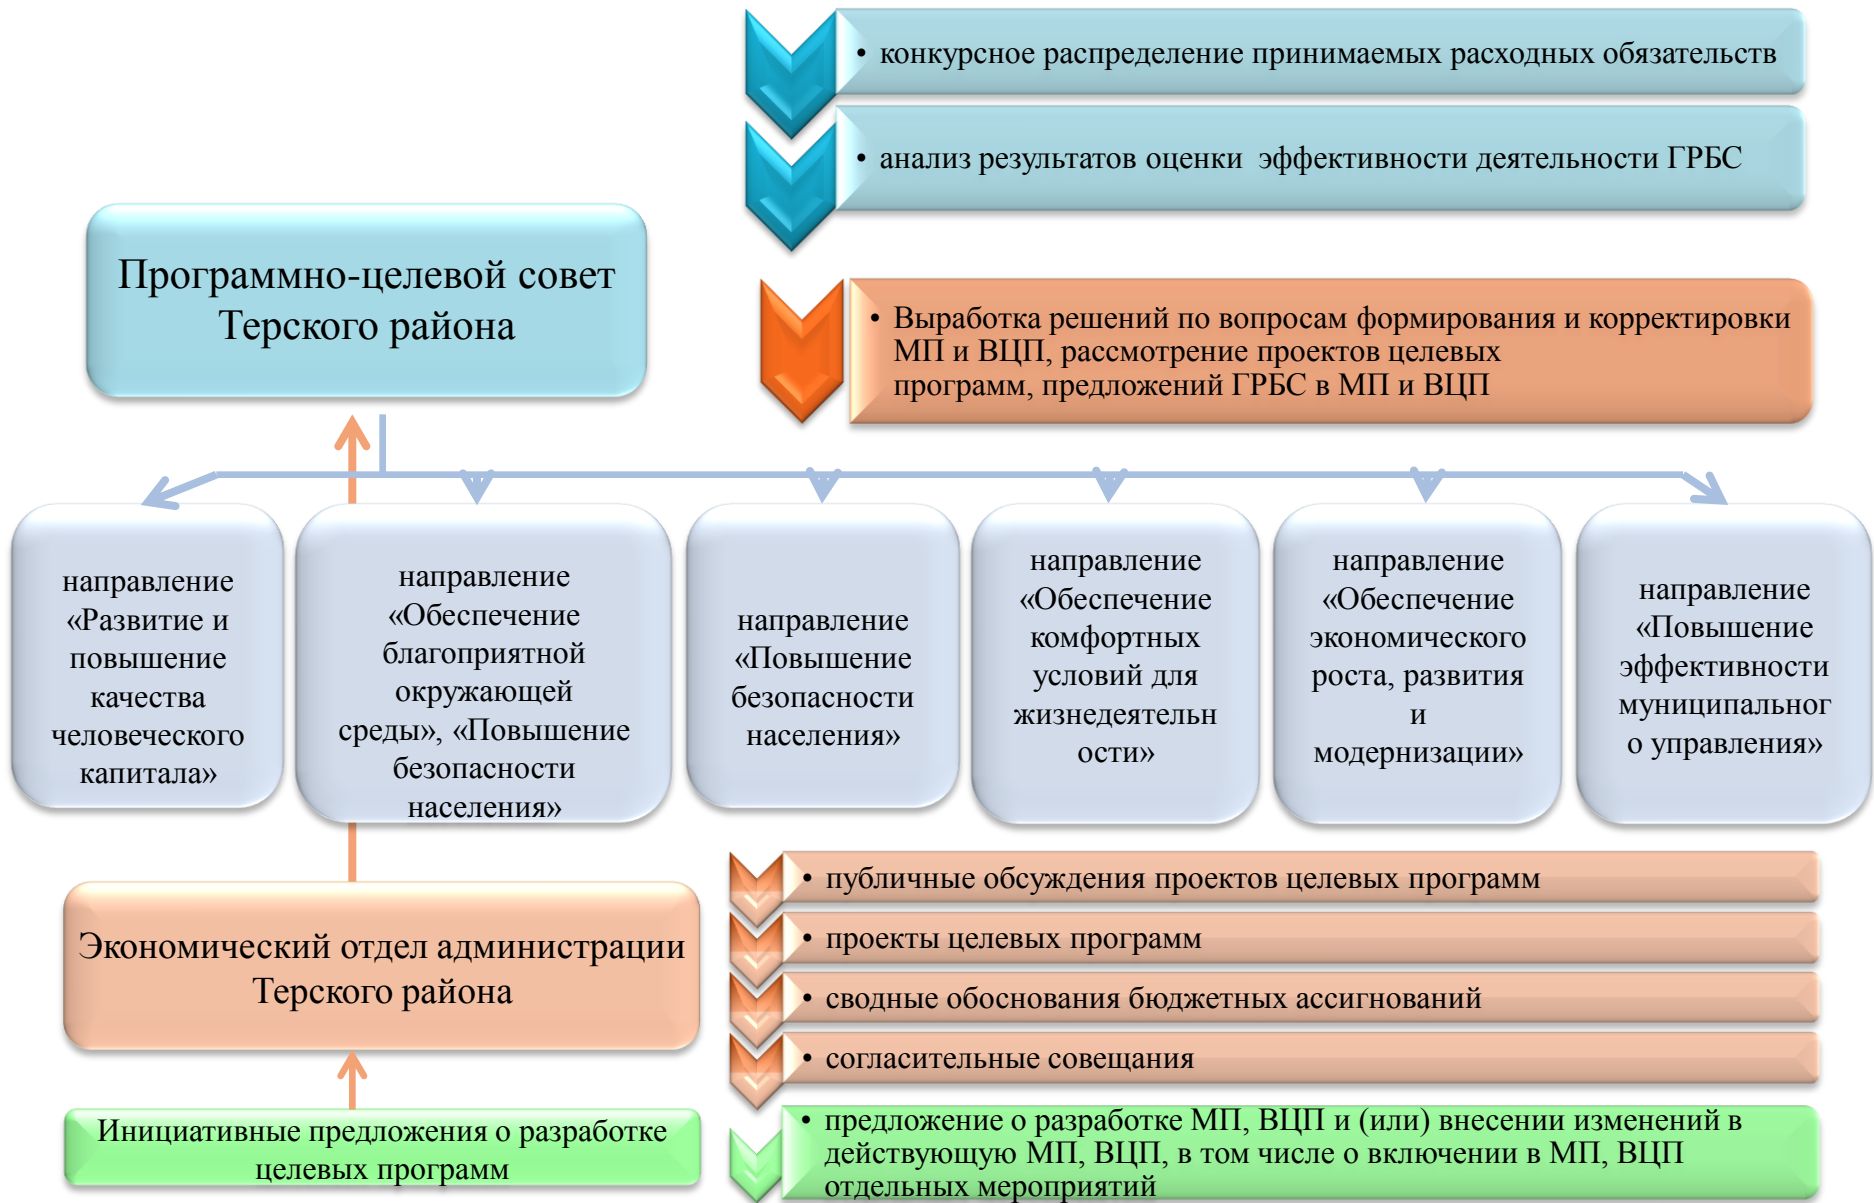 • конкурсное распределение принимаемых расходных обязательств
• анализ результатов оценки эффективности деятельности ГРБС
Программно-целевой совет
Терского района
• Выработка решений по вопросам формирования и корректировки
МП и ВЦП, рассмотрение проектов целевых
программ, предложений ГРБС в МП и ВЦП
направление
«Развитие и
повышение
качества
человеческого
капитала»
направление
«Обеспечение
благоприятной
окружающей
среды», «Повышение
безопасности
населения»
направление
«Повышение
безопасности
населения»
направление
«Обеспечение
комфортных
условий для
жизнедеятельн
ости»
направление
«Обеспечение
экономического
роста, развития
и
модернизации»
направление
«Повышение
эффективности
муниципальног
о управления»
Экономический отдел администрации
Терского района
• публичные обсуждения проектов целевых программ
• проекты целевых программ
• сводные обоснования бюджетных ассигнований
• согласительные совещания
Инициативные предложения о разработке
целевых программ
• предложение о разработке МП, ВЦП и (или) внесении изменений в
действующую МП, ВЦП, в том числе о включении в МП, ВЦП
отдельных мероприятий